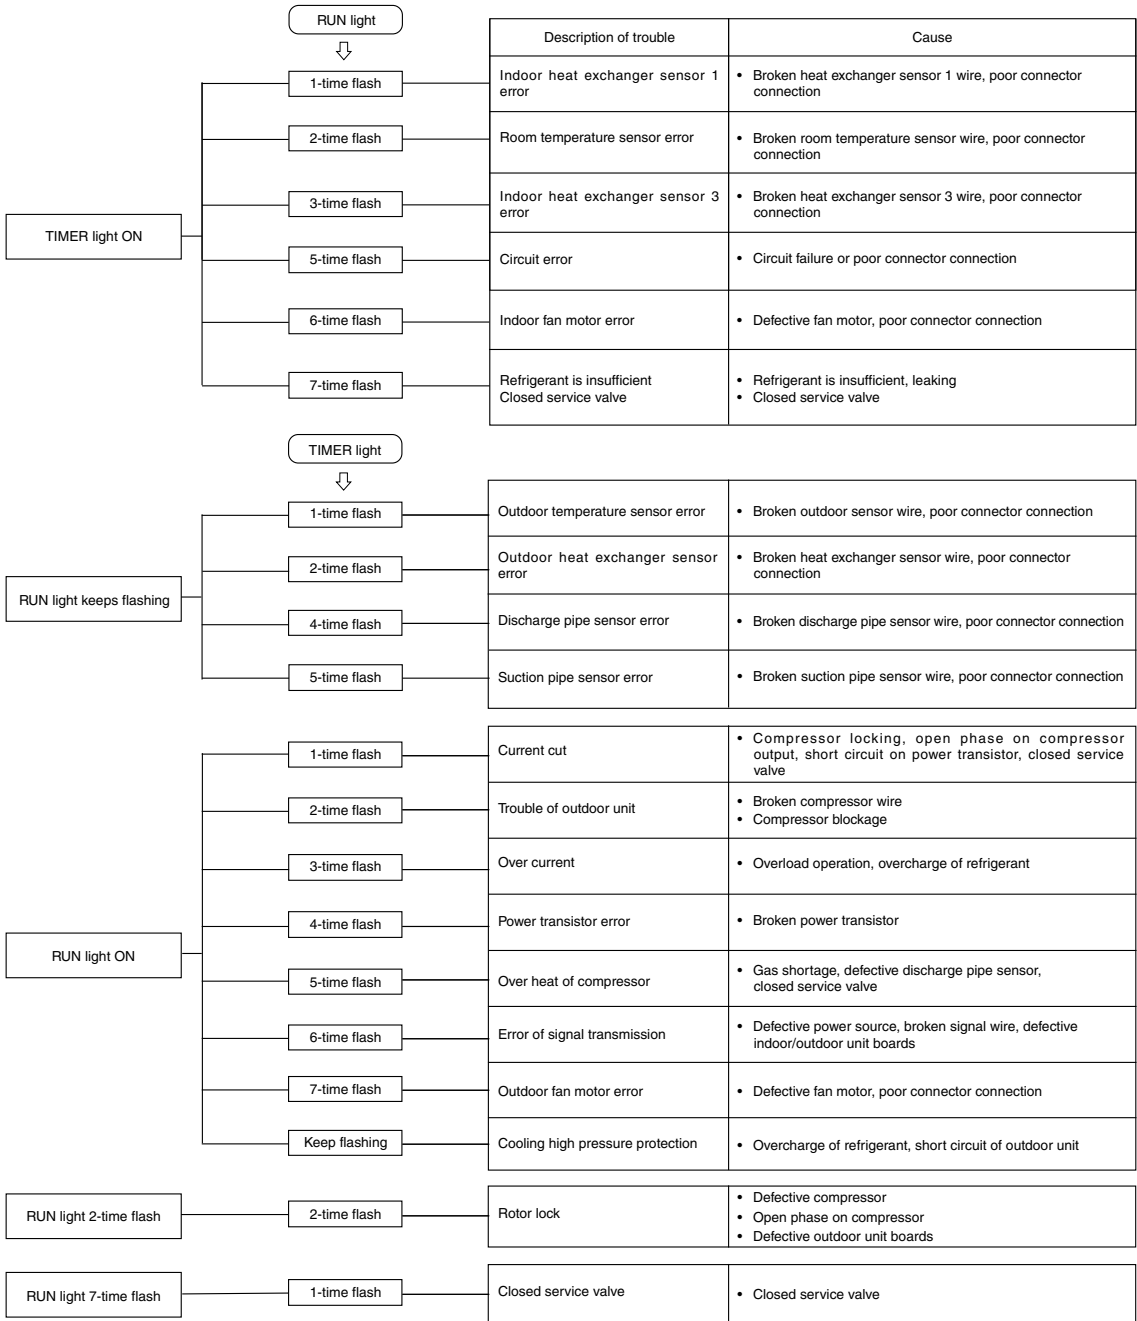 RUN light
Description of trouble
Cause
TIMER light ON
1-time flash
Indoor heat exchanger sensor 1
error
• Broken heat exchanger sensor 1 wire, poor connector
connection
2-time flash
Room temperature sensor error
• Broken room temperature sensor wire, poor connector
connection
3-time flash
Indoor heat exchanger sensor 3
error
• Broken heat exchanger sensor 3 wire, poor connector
connection
5-time flash
Circuit error
• Circuit failure or poor connector connection
6-time flash
Indoor fan motor error
• Defective fan motor, poor connector connection
7-time flash
Refrigerant is insufficient
Closed service valve
• Refrigerant is insufficient, leaking
• Closed service valve
TIMER light
RUN light keeps flashing
1-time flash
Outdoor temperature sensor error
• Broken outdoor sensor wire, poor connector connection
2-time flash
Outdoor heat exchanger sensor
error
• Broken heat exchanger sensor wire, poor connector
connection
4-time flash
Discharge pipe sensor error
• Broken discharge pipe sensor wire, poor connector connection
5-time flash
Suction pipe sensor error
• Broken suction pipe sensor wire, poor connector connection
RUN light ON
1-time flash
Current cut
• Compressor locking, open phase on compressor
output, short circuit on power transistor, closed service
valve
2-time flash
Trouble of outdoor unit
• Broken compressor wire
• Compressor blockage
3-time flash
Over current
• Overload operation, overcharge of refrigerant
4-time flash
Power transistor error
• Broken power transistor
5-time flash
Over heat of compressor
• Gas shortage, defective discharge pipe sensor,
closed service valve
6-time flash
Error of signal transmission
• Defective power source, broken signal wire, defective
indoor/outdoor unit boards
7-time flash
Outdoor fan motor error
• Defective fan motor, poor connector connection
Keep flashing
Cooling high pressure protection
• Overcharge of refrigerant, short circuit of outdoor unit
RUN light 2-time flash
2-time flash
Rotor lock
• Defective compressor
• Open phase on compressor
• Defective outdoor unit boards
RUN light 7-time flash
1-time flash
Closed service valve
• Closed service valve